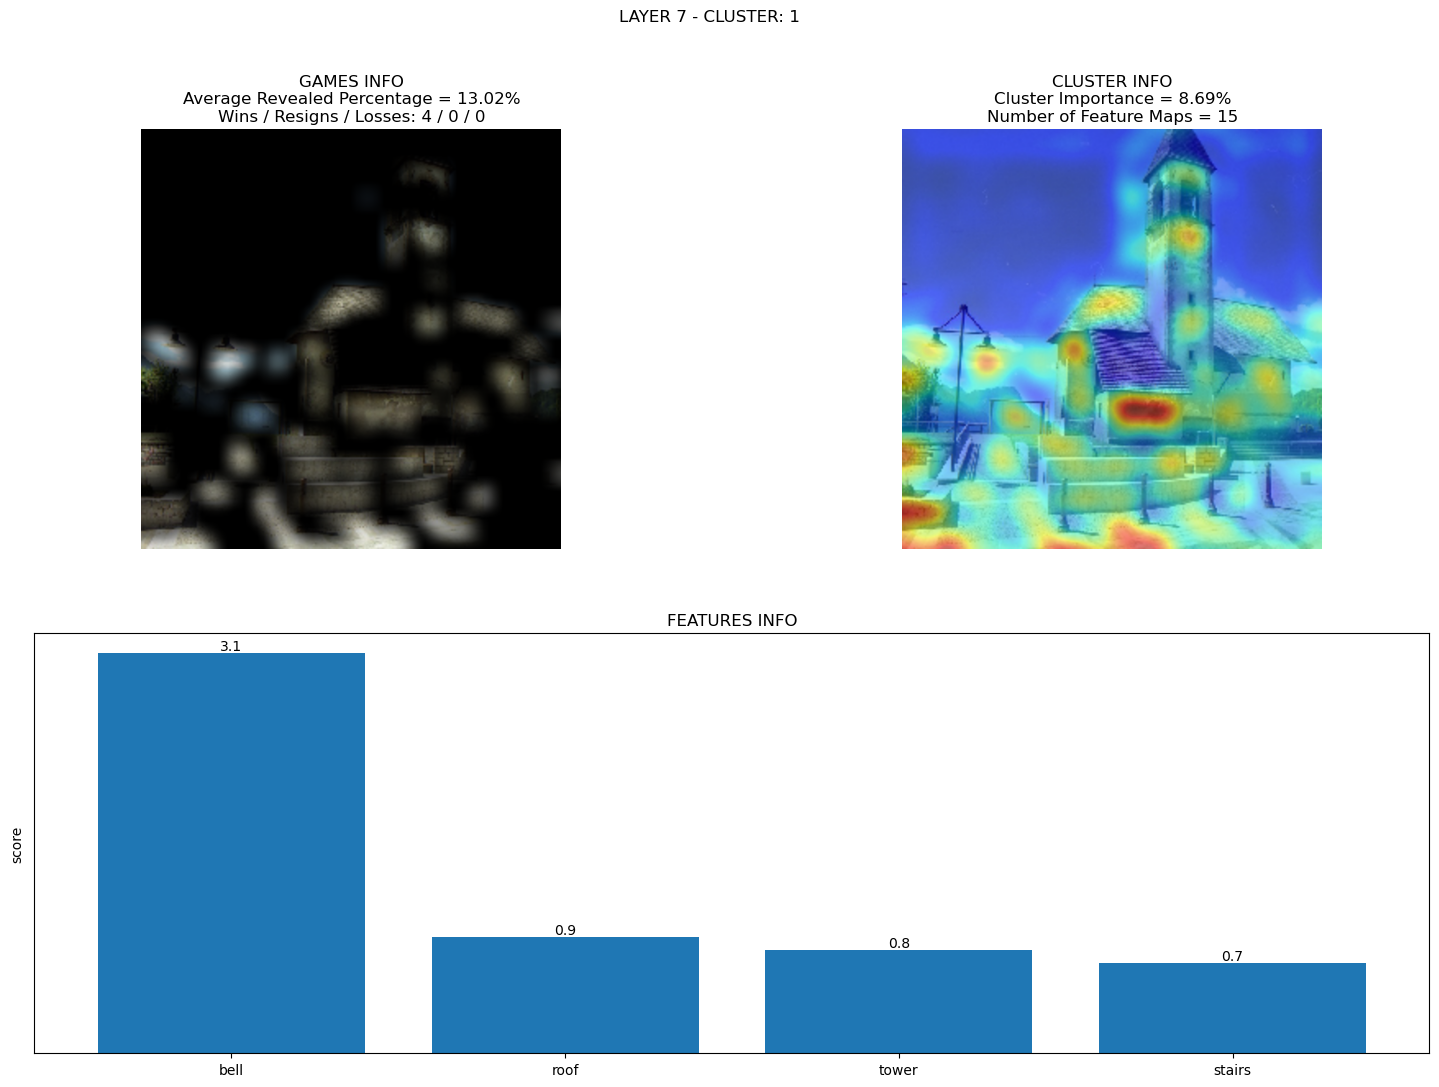 LAYER 7 - CLUSTER: 1
GAMES INFO
Average Revealed Percentage = 13.02%
Wins / Resigns / Losses: 4 / 0 / 0
CLUSTER INFO
Cluster Importance = 8.69%
Number of Feature Maps = 15
FEATURES INFO
score
3.1
0.9
0.8
0.7
bell
roof
tower
stairs